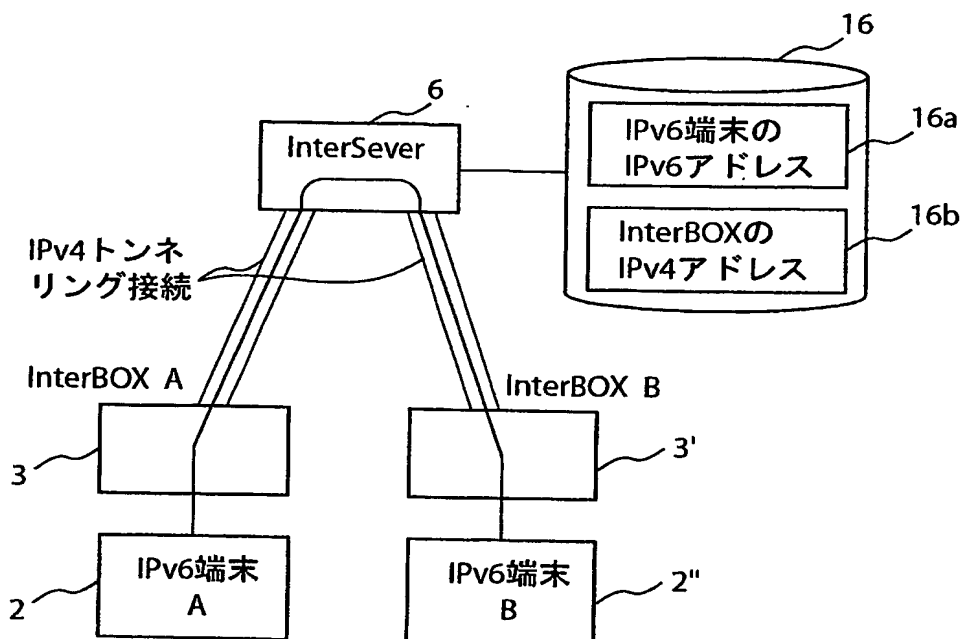 16
6
InterSever
IPv6端末の
IPv6アドレス
16a
InterBOXの
IPv4アドレス
16b
IPv4トンネ
リング接続
InterBOX A
InterBOX B
3
3'
IPv6端末
A
2
IPv6端末
B
2"